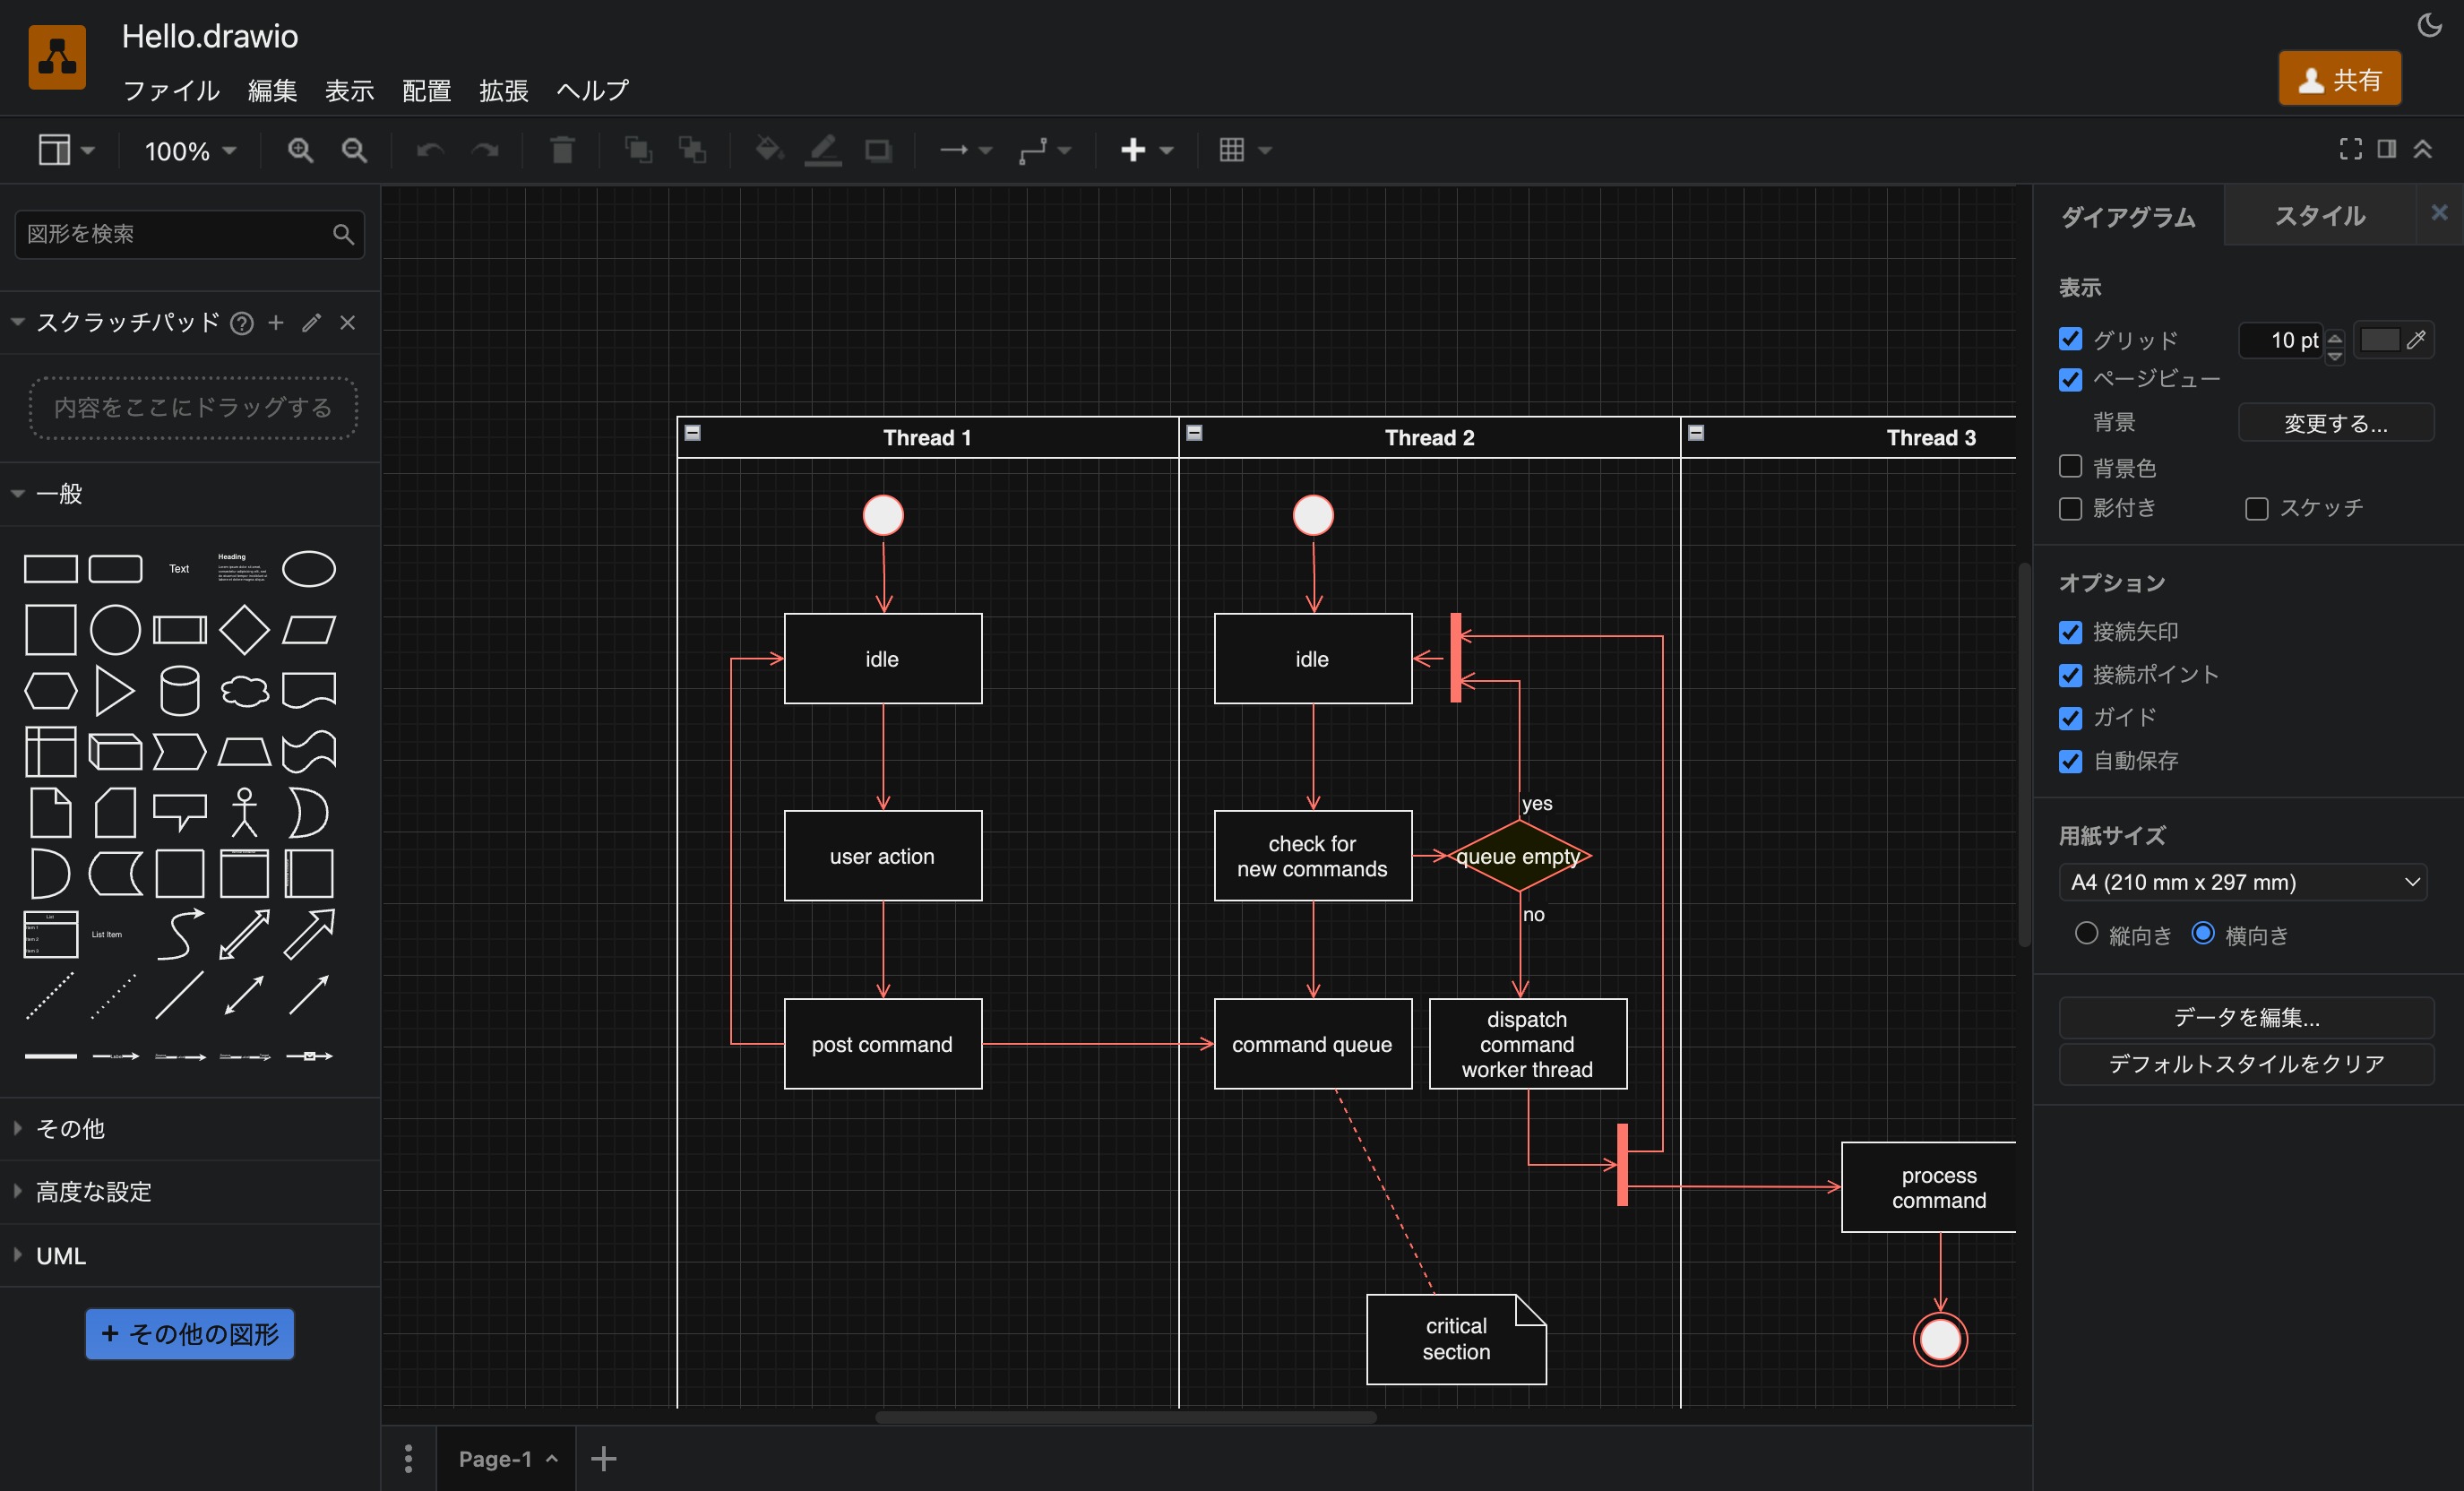 Hello.drawio
ファイル 編集 表示 配置 拡張 ヘルプ
共有
100%
図形を検索
スクラッチパッド
内容をここにドラッグする
一般
Text
Heading
List
Item 1
Item 2
Item 3
List Item
Label
その他
高度な設定
UML
+ その他の図形
Thread 1
Thread 2
Thread 3
idle
idle
yes
user action
check for
new commands
queue empty
no
post command
command queue
dispatch
command
worker thread
process
command
critical
section
Page-1
ダイアグラム
スタイル
表示
グリッド
10 pt
ページビュー
背景
変更する...
背景色
影付き
スケッチ
オプション
接続矢印
接続ポイント
ガイド
自動保存
用紙サイズ
A4 (210 mm x 297 mm)
縦向き
横向き
データを編集...
デフォルトスタイルをクリア